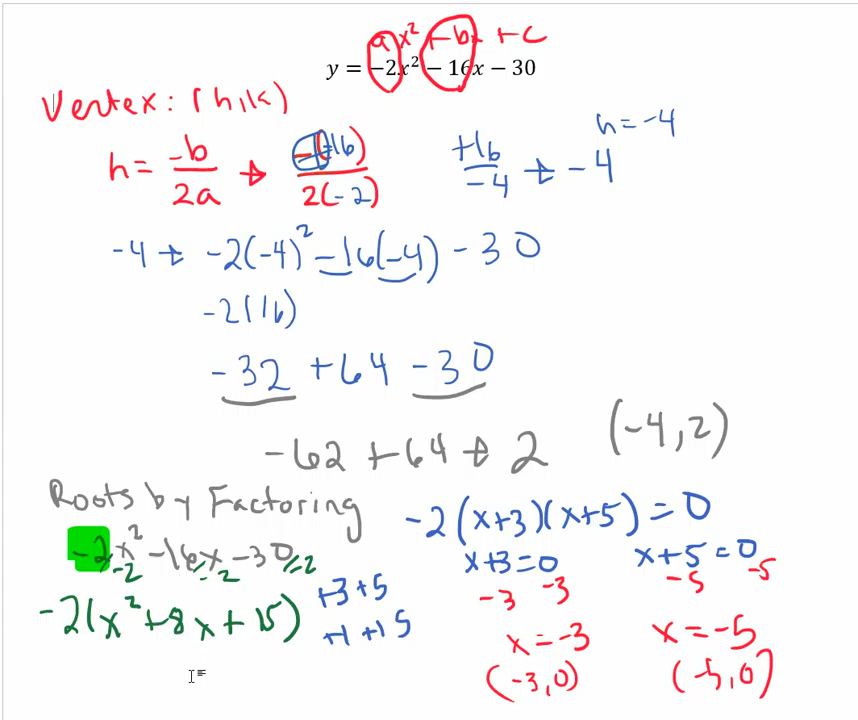 ax² + bx + c
y = −2x² − 16x − 30
Vertex: (h,k)
h = -b/2a → -(-16)/2(-2) +16/-4 → -4 h = -4
-4 → -2(-4)² -16(-4) -30
-2(16)
-32 +64 -30
-62 +64 → 2 (-4,2)
Roots by Factoring
-2x² -16x -30
÷-2 ÷-2 ÷-2
-2(x² +8x +15)
+3 +5
+1 +15
-2(x+3)(x+5) = 0
x+3=0 x+5=0
-3 -3 -5 -5
x = -3 x = -5
(-3,0) (-5,0)